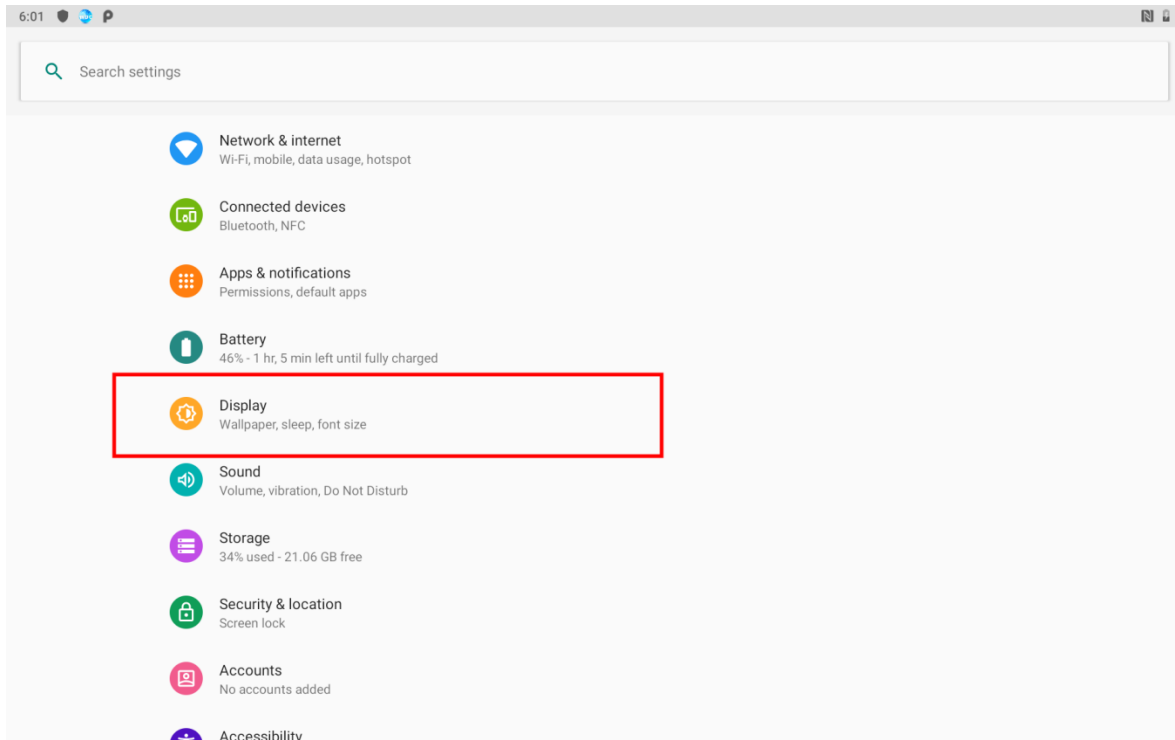 6:01
Search settings
Network & internet
Wi-Fi, mobile, data usage, hotspot
Connected devices
Bluetooth, NFC
Apps & notifications
Permissions, default apps
Battery
46% - 1 hr, 5 min left until fully charged
Display
Wallpaper, sleep, font size
Sound
Volume, vibration, Do Not Disturb
Storage
34% used - 21.06 GB free
Security & location
Screen lock
Accounts
No accounts added
Accessibility